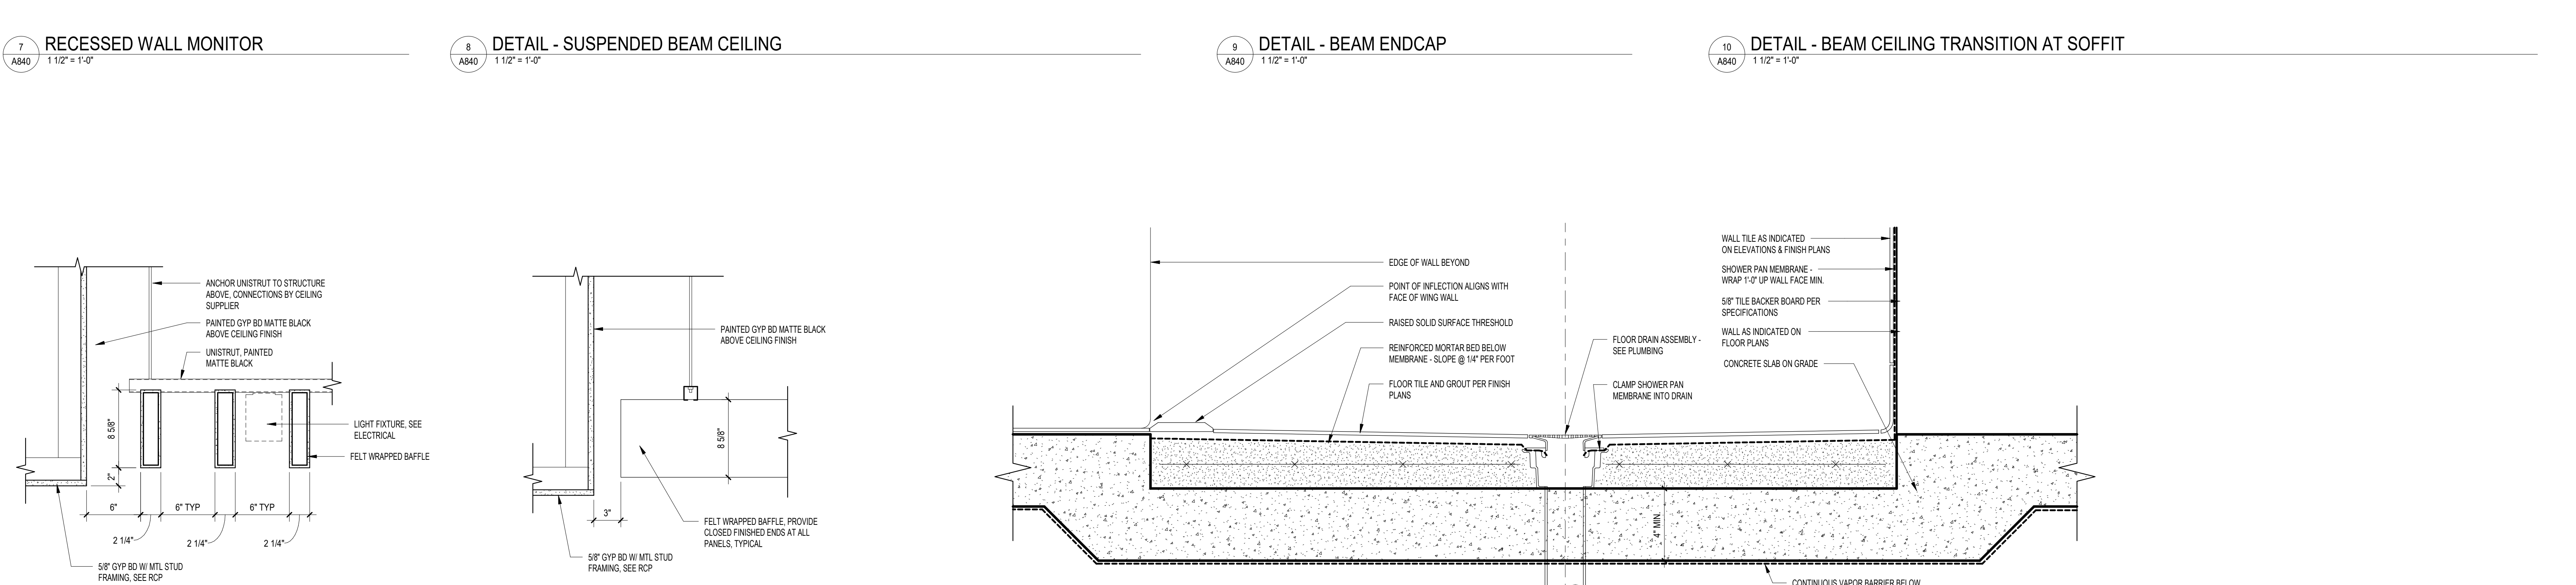 7
A840
RECESSED WALL MONITOR
1 1/2" = 1'-0"
8
A840
DETAIL - SUSPENDED BEAM CEILING
1 1/2" = 1'-0"
9
A840
DETAIL - BEAM ENDCAP
1 1/2" = 1'-0"
10
A840
DETAIL - BEAM CEILING TRANSITION AT SOFFIT
1 1/2" = 1'-0"
ANCHOR UNISTRUT TO STRUCTURE
ABOVE, CONNECTIONS BY CEILING
SUPPLIER
PAINTED GYP BD MATTE BLACK
ABOVE CEILING FINISH
UNISTRUT, PAINTED
MATTE BLACK
8 5/8"
2"
LIGHT FIXTURE, SEE
ELECTRICAL
FELT WRAPPED BAFFLE
6"
6" TYP
6" TYP
2 1/4"
2 1/4"
2 1/4"
5/8" GYP BD W/ MTL STUD
FRAMING, SEE RCP
PAINTED GYP BD MATTE BLACK
ABOVE CEILING FINISH
8 5/8"
3"
FELT WRAPPED BAFFLE, PROVIDE
CLOSED FINISHED ENDS AT ALL
PANELS, TYPICAL
5/8" GYP BD W/ MTL STUD
FRAMING, SEE RCP
EDGE OF WALL BEYOND
POINT OF INFLECTION ALIGNS WITH
FACE OF WING WALL
RAISED SOLID SURFACE THRESHOLD
REINFORCED MORTAR BED BELOW
MEMBRANE - SLOPE @ 1/4" PER FOOT
FLOOR TILE AND GROUT PER FINISH
PLANS
FLOOR DRAIN ASSEMBLY -
SEE PLUMBING
CLAMP SHOWER PAN
MEMBRANE INTO DRAIN
WALL TILE AS INDICATED
ON ELEVATIONS & FINISH PLANS
SHOWER PAN MEMBRANE -
WRAP 1'-0" UP WALL FACE MIN.
5/8" TILE BACKER BOARD PER
SPECIFICATIONS
WALL AS INDICATED ON
FLOOR PLANS
CONCRETE SLAB ON GRADE
4" MIN.
CONTINUOUS VAPOR BARRIER BELOW